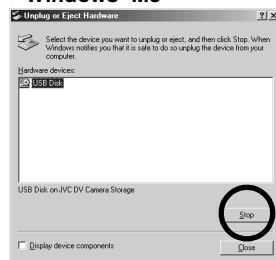 Unplug or Eject Hardware
Select the device you want to unplug or eject, and then click Stop. When
Windows notifies you that it is safe to do so unplug the device from your
computer.
Hardware devices:
USB Disk
USB Disk on JVC DV Camera Storage
Stop
Display device components
Close